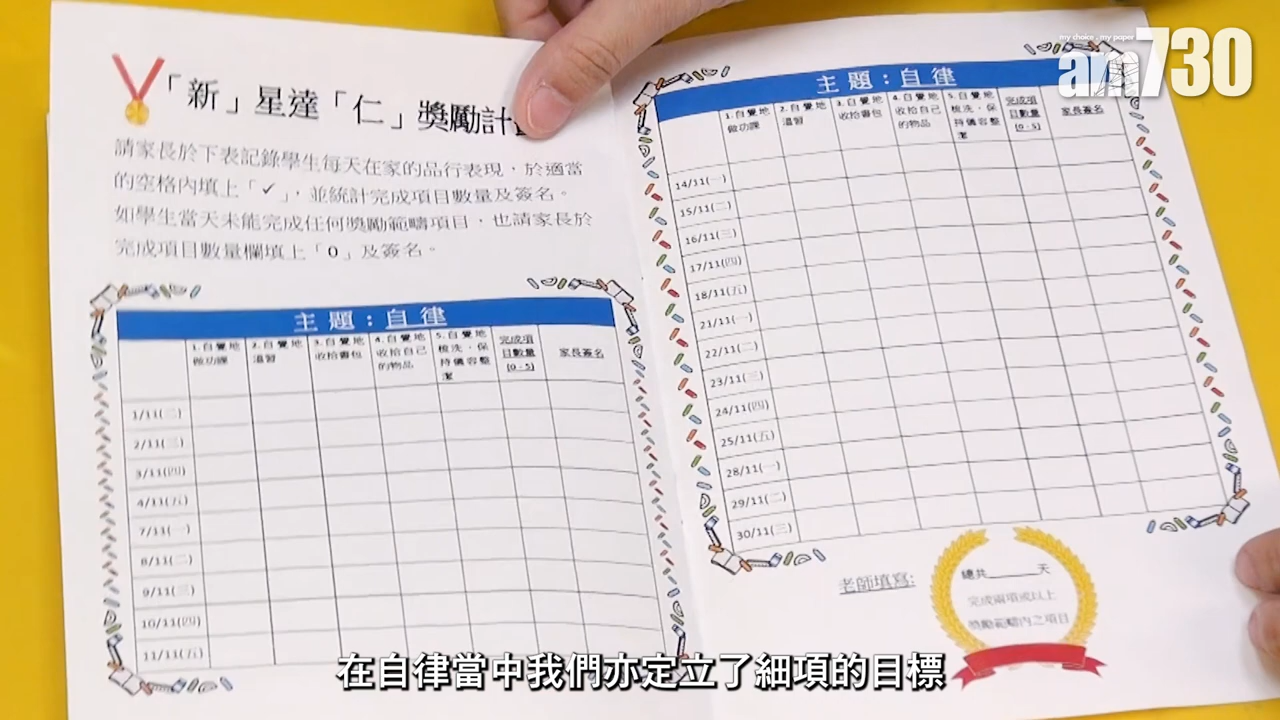 my choice . my paper
am730
「新」星達「仁」獎勵計
請家長於下表記錄學生每天在家的品行表現，於適當
的空格內填上「✓」，並統計完成項目數量及簽名。
如學生當天未能完成任何獎勵範疇項目，也請家長於
完成項目數量欄填上「0」及簽名。
主題：自律
1.自覺地做功課
2.自覺地溫習
3.自覺地收拾書包
4.自覺地收拾自己的物品
5.自覺地梳洗，保持儀容整潔
完成項目數量(0-5)
家長簽名
1/11(二)
2/11(三)
3/11(四)
4/11(五)
7/11(一)
8/11(二)
9/11(三)
10/11(四)
11/11(五)
主題：自律
1.自覺地做功課
2.自覺地溫習
3.自覺地收拾書包
4.自覺地收拾自己的物品
5.自覺地梳洗，保持儀容整潔
完成項目數量(0-5)
家長簽名
14/11(一)
15/11(二)
16/11(三)
17/11(四)
18/11(五)
21/11(一)
22/11(二)
23/11(三)
24/11(四)
25/11(五)
28/11(一)
29/11(二)
30/11(三)
老師填寫:
總共______天
完成兩項或以上
獎勵範疇內之項目
在自律當中我們亦定立了細項的目標